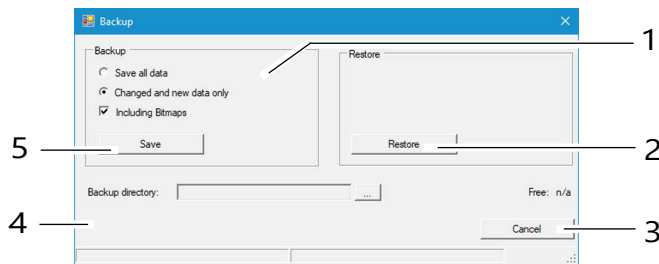 Backup
Backup
Save all data
Changed and new data only
Including Bitmaps
Save
Restore
Restore
Backup directory:
...
Free: n/a
Cancel
1
2
3
4
5